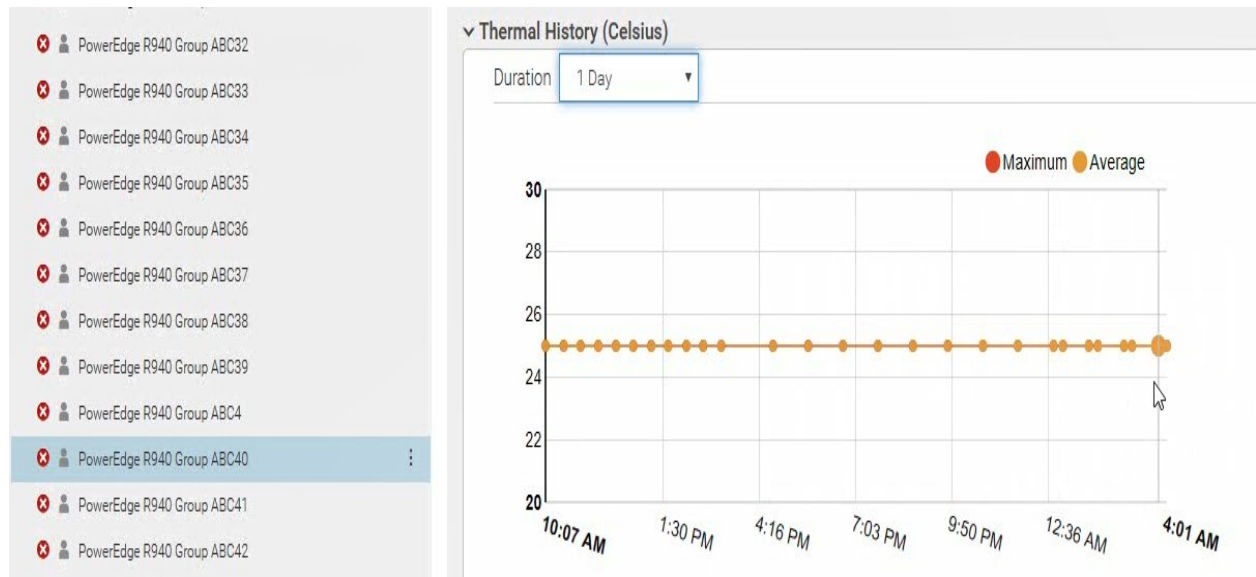 PowerEdge R940 Group ABC32
PowerEdge R940 Group ABC33
PowerEdge R940 Group ABC34
PowerEdge R940 Group ABC35
PowerEdge R940 Group ABC36
PowerEdge R940 Group ABC37
PowerEdge R940 Group ABC38
PowerEdge R940 Group ABC39
PowerEdge R940 Group ABC4
PowerEdge R940 Group ABC40
PowerEdge R940 Group ABC41
PowerEdge R940 Group ABC42
Thermal History (Celsius)
Duration 1 Day
Maximum Average
30
28
26
24
22
20
10:07 AM 1:30 PM 4:16 PM 7:03 PM 9:50 PM 12:36 AM 4:01 AM